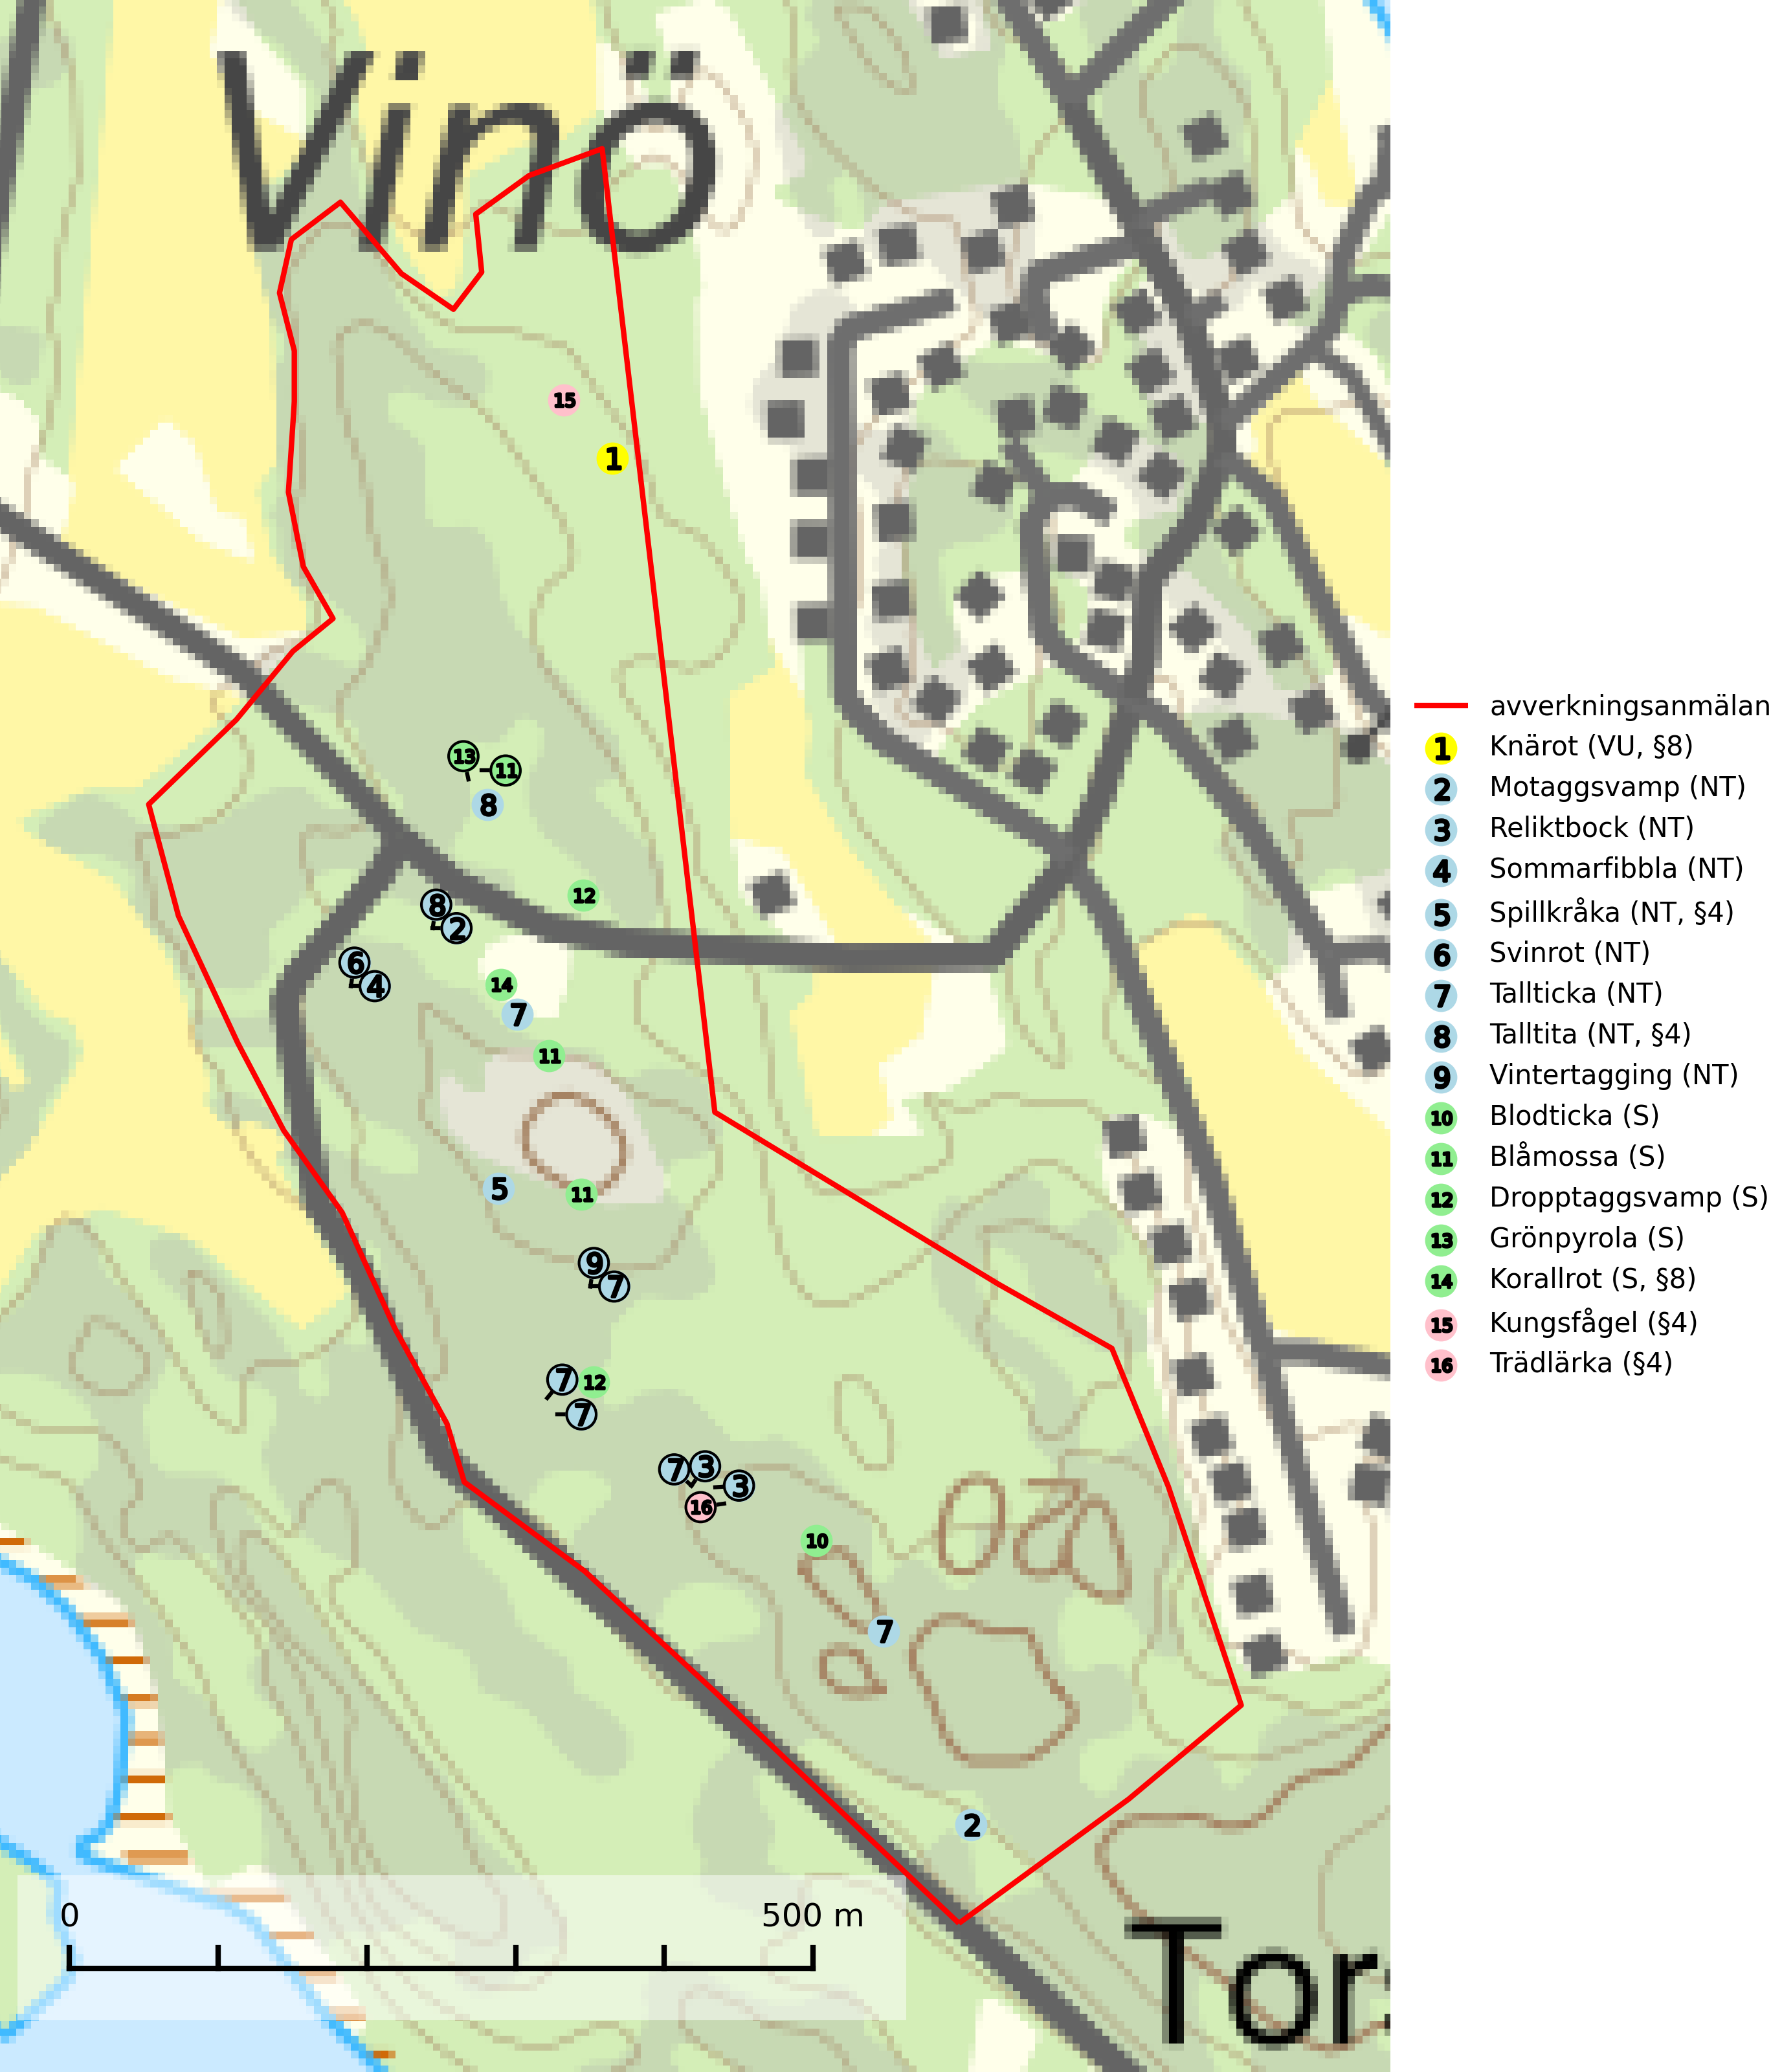 Vinö
15
1
13
11
8
12
8
2
6
4
14
7
11
5
11
9
7
7
12
7
7
3
3
16
10
7
2
0 500 m
Tor
avverkningsanmälan
1 Knärot (VU, §8)
2 Motaggsvamp (NT)
3 Reliktbock (NT)
4 Sommarfibbla (NT)
5 Spillkråka (NT, §4)
6 Svinrot (NT)
7 Tallticka (NT)
8 Talltita (NT, §4)
9 Vintertagging (NT)
10 Blodticka (S)
11 Blåmossa (S)
12 Dropptaggsvamp (S)
13 Grönpyrola (S)
14 Korallrot (S, §8)
15 Kungsfågel (§4)
16 Trädlärka (§4)